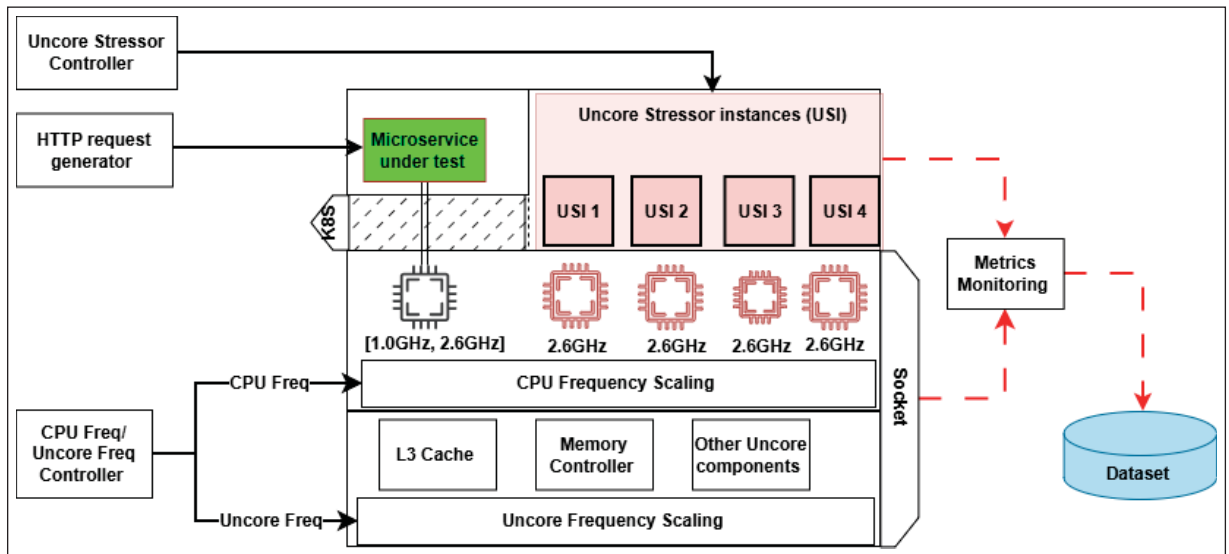 Uncore Stressor
Controller
HTTP request
generator
Microservice
under test
Uncore Stressor instances (USI)
USI 1
USI 2
USI 3
USI 4
K8S
[1.0GHz, 2.6GHz]
2.6GHz
2.6GHz
2.6GHz
2.6GHz
CPU Freq
CPU Frequency Scaling
CPU Freq/
Uncore Freq
Controller
L3 Cache
Memory
Controller
Other Uncore
components
Uncore Freq
Uncore Frequency Scaling
Socket
Metrics
Monitoring
Dataset